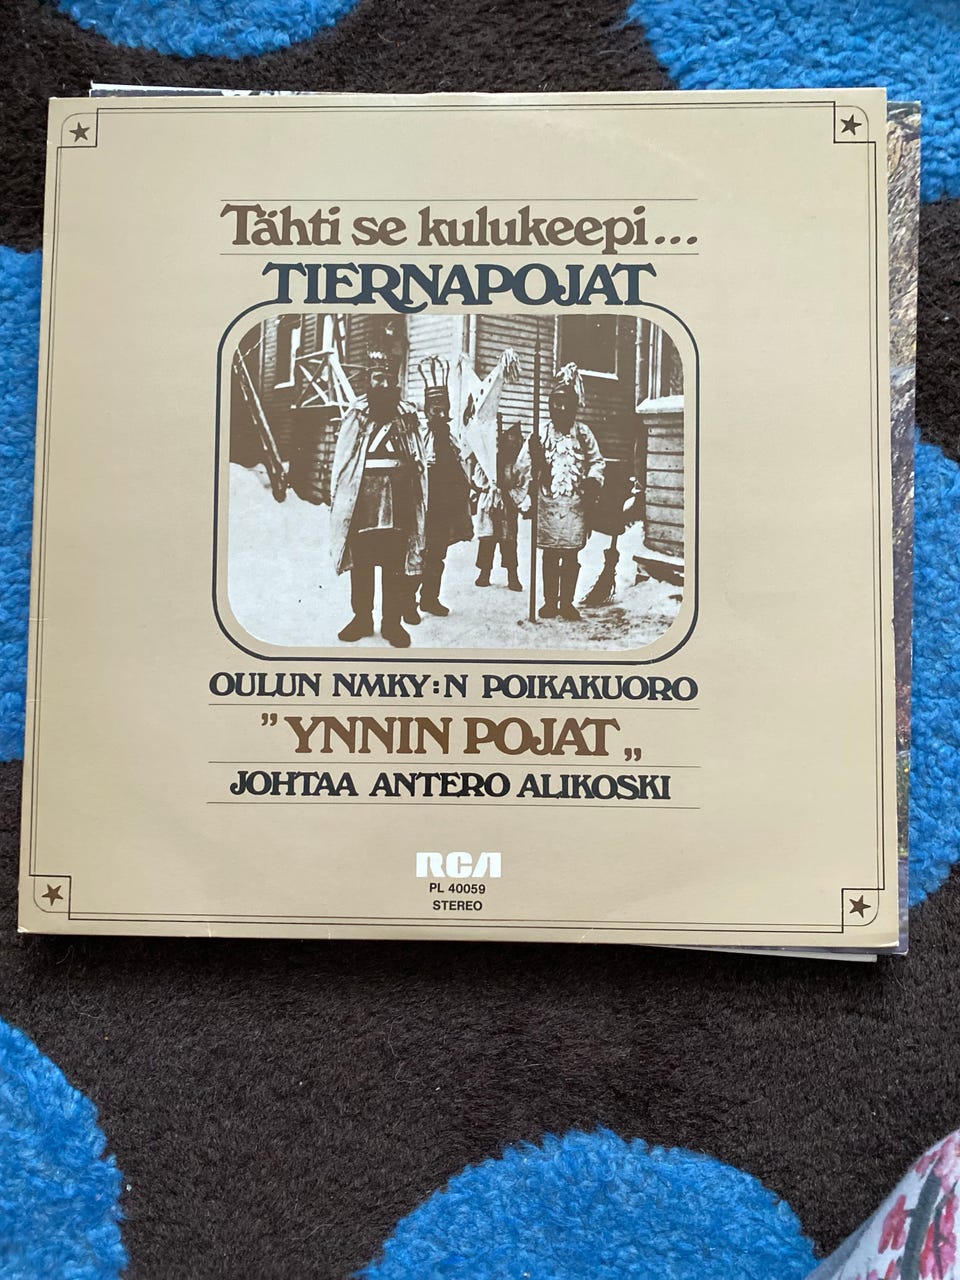 Tähti se kulukeepi...
TIERNAPOJAT
OULUN NMKY:N POIKAKUORO
”YNNIN POJAT„
JOHTAA ANTERO ALIKOSKI
RCA
PL 40059
STEREO